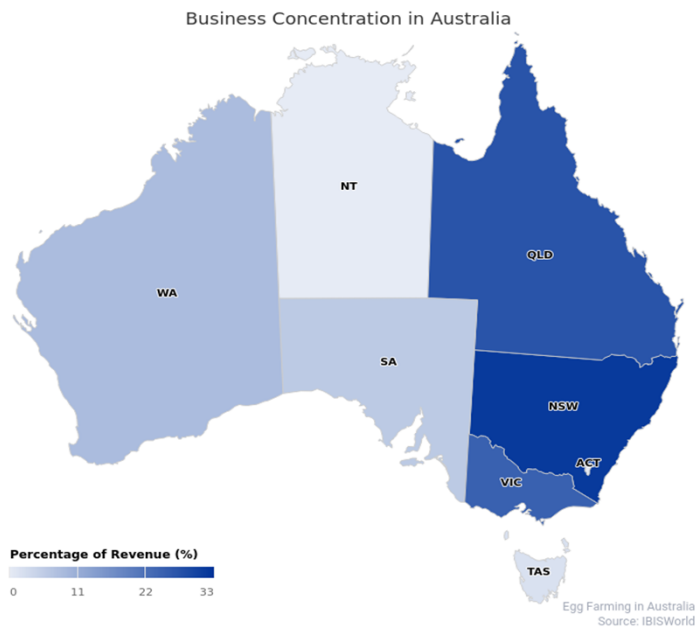 Business Concentration in Australia
NT
QLD
WA
SA
NSW
ACT
VIC
TAS
Percentage of Revenue (%)
0 11 22 33
Egg Farming in Australia
Source: IBISWorld